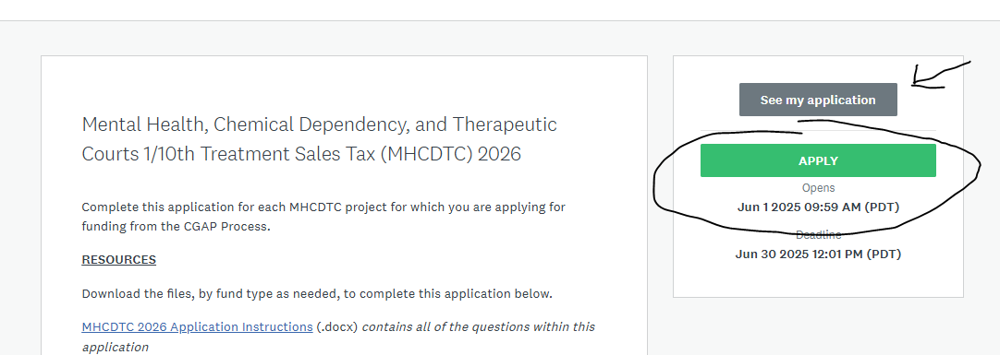 Mental Health, Chemical Dependency, and Therapeutic
Courts 1/10th Treatment Sales Tax (MHCDTC) 2026
Complete this application for each MHCDTC project for which you are applying for
funding from the CGAP Process.
RESOURCES
Download the files, by fund type as needed, to complete this application below.
MHCDTC 2026 Application Instructions (.docx) contains all of the questions within this
application
See my application
APPLY
Opens
Jun 1 2025 09:59 AM (PDT)
Deadline
Jun 30 2025 12:01 PM (PDT)